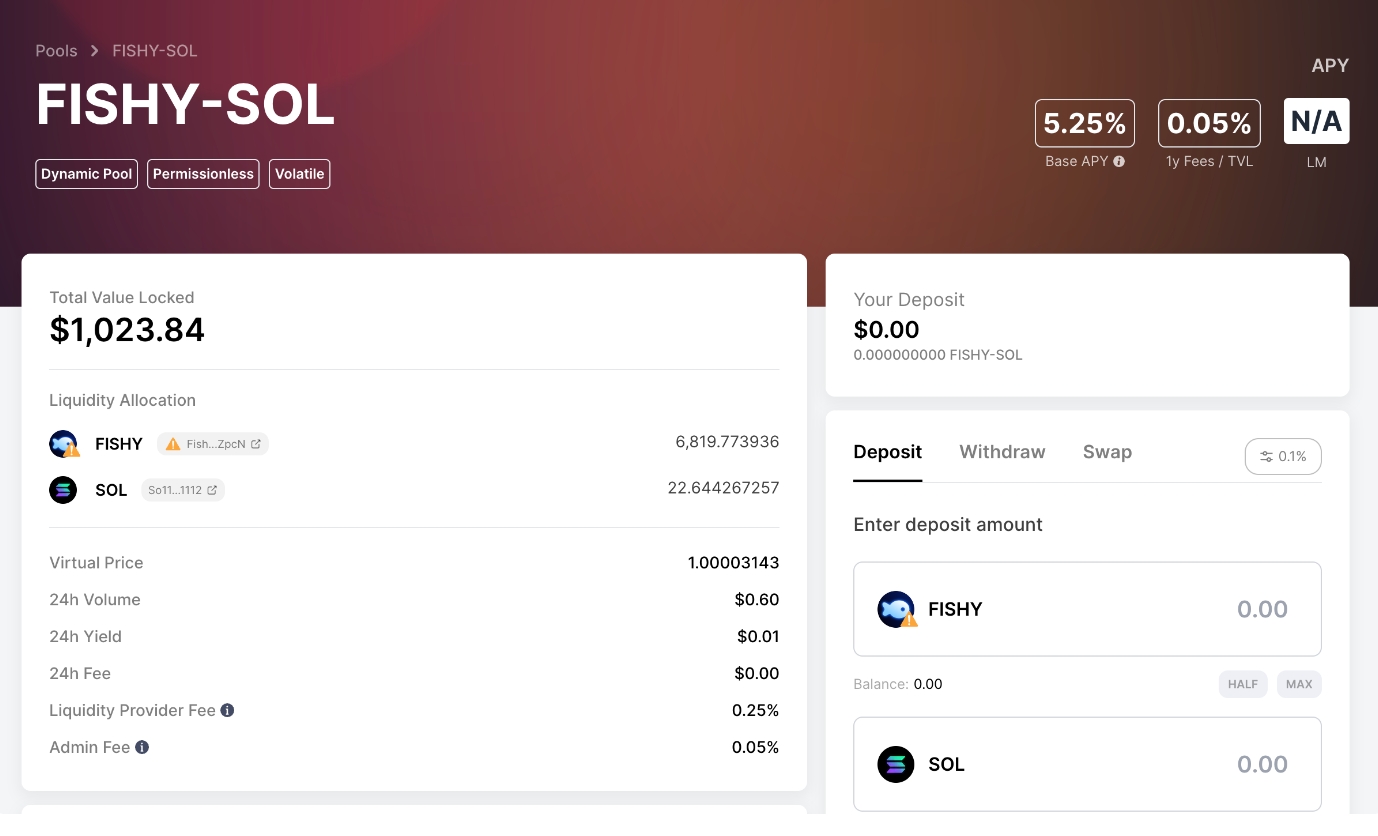 Pools > FISHY-SOL
FISHY-SOL
Dynamic Pool Permissionless Volatile
APY
5.25% 0.05% N/A
Base APY 1y Fees / TVL LM
Total Value Locked
$1,023.84
Liquidity Allocation
FISHY Fish...ZpcN 6,819.773936
SOL So11...1112 22.644267257
Virtual Price 1.00003143
24h Volume $0.60
24h Yield $0.01
24h Fee $0.00
Liquidity Provider Fee 0.25%
Admin Fee 0.05%
Your Deposit
$0.00
0.000000000 FISHY-SOL
Deposit Withdraw Swap 0.1%
Enter deposit amount
FISHY 0.00
Balance: 0.00 HALF MAX
SOL 0.00